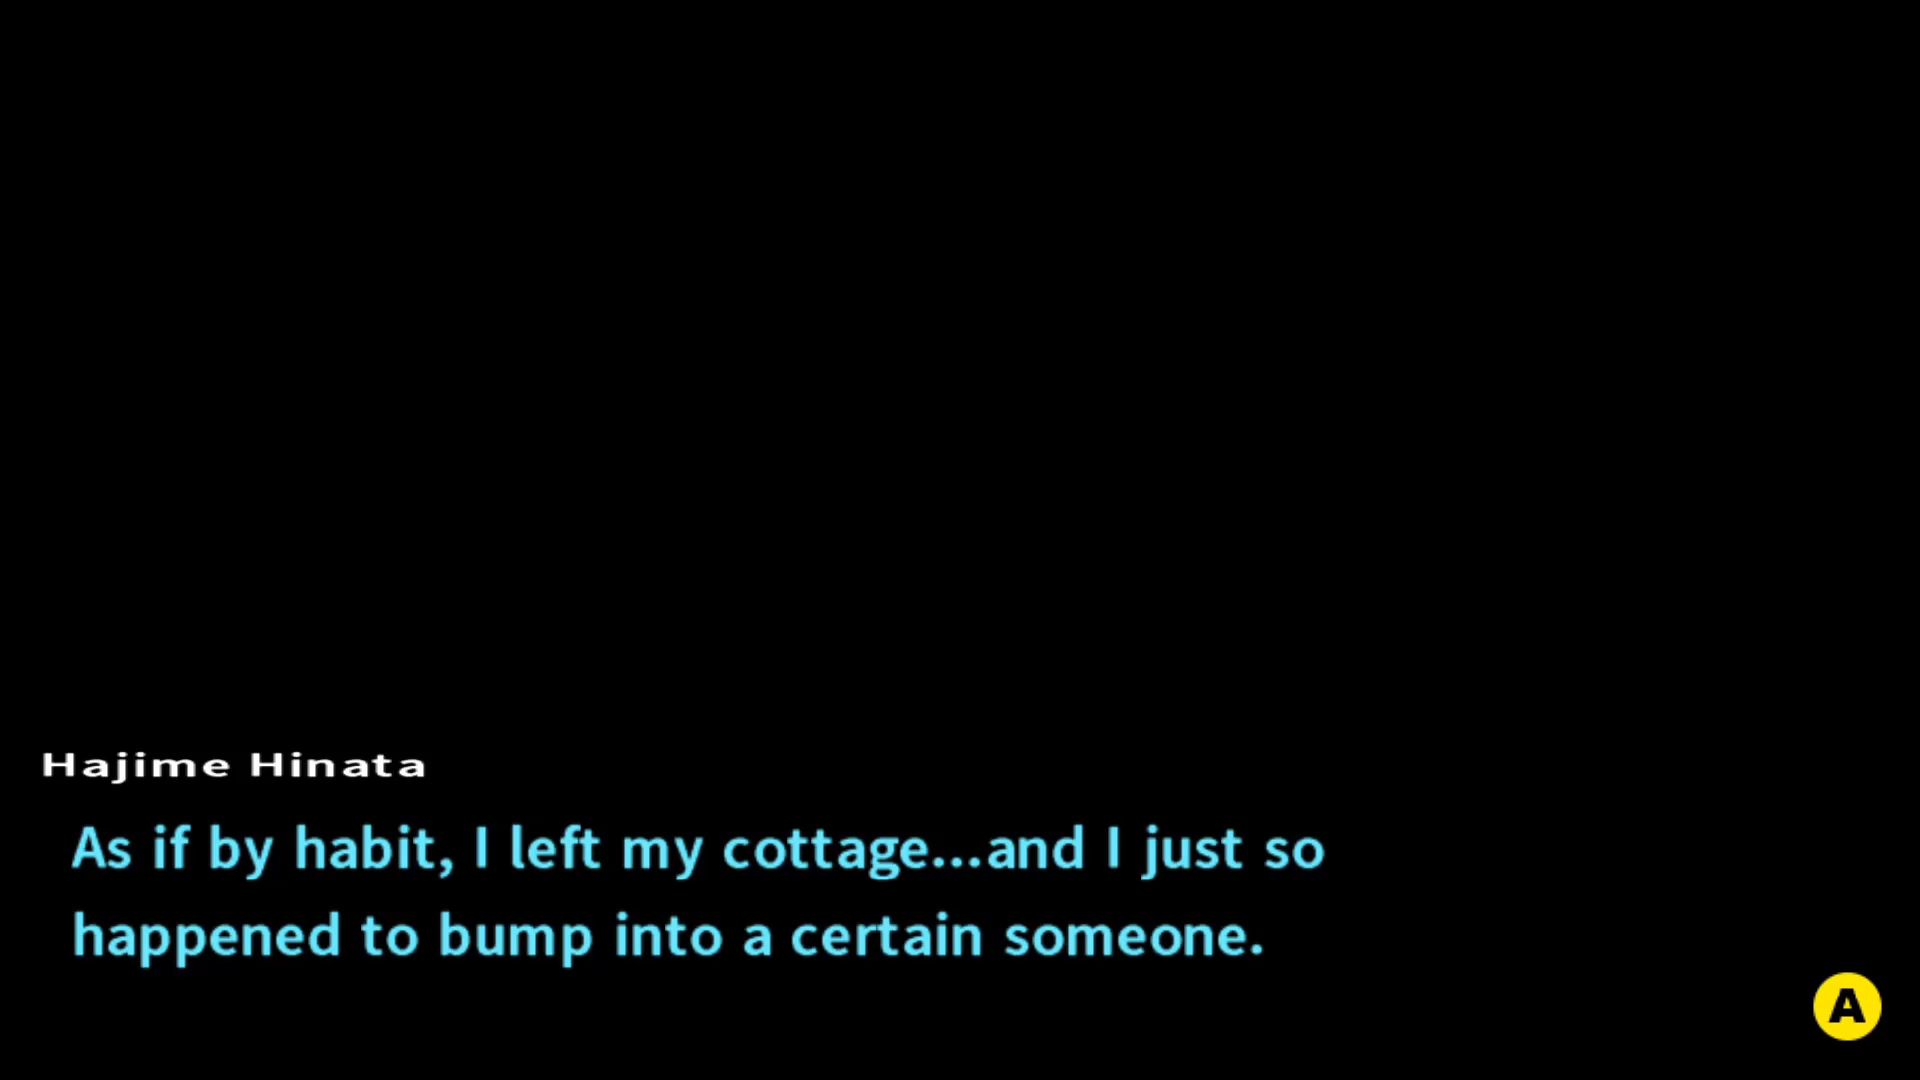 Hajime Hinata
As if by habit, I left my cottage...and I just so
happened to bump into a certain someone.
A